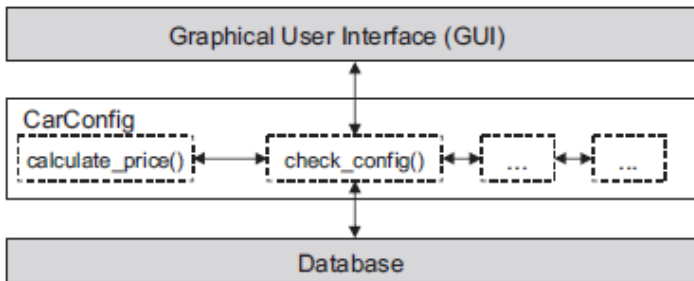 Graphical User Interface (GUI)
CarConfig
calculate_price() check_config() ... ...
Database